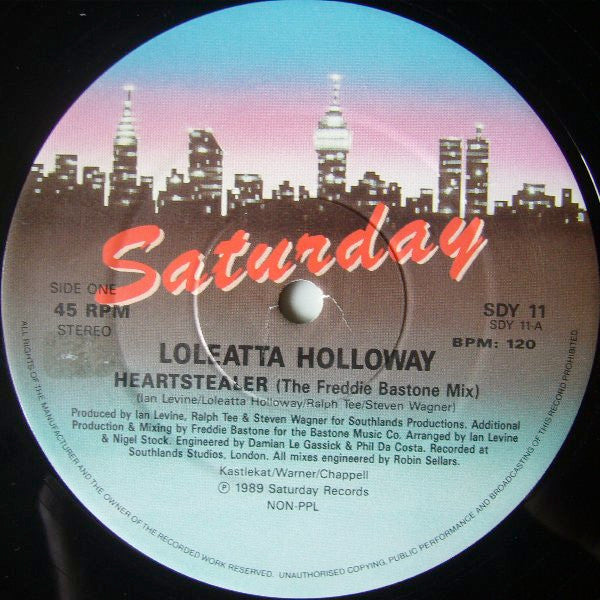 Saturday
SIDE ONE
45 RPM
STEREO
SDY 11
SDY 11-A
BPM: 120
LOLEATTA HOLLOWAY
HEARTSTEALER (The Freddie Bastone Mix)
(Ian Levine/Loleatta Holloway/Ralph Tee/Steven Wagner)
Produced by Ian Levine, Ralph Tee & Steven Wagner for Southlands Productions. Additional
Production & Mixing by Freddie Bastone for the Bastone Music Co. Arranged by Ian Levine
& Nigel Stock. Engineered by Damian Le Gassick & Phil Da Costa. Recorded at
Southlands Studios, London. All mixes engineered by Robin Sellars.
Kastlekat/Warner/Chappell
℗ 1989 Saturday Records
NON-PPL
ALL RIGHTS OF THE MANUFACTURER AND THE OWNER OF THE RECORDED WORK RESERVED. UNAUTHORISED COPYING, PUBLIC PERFORMANCE AND BROADCASTING OF THIS RECORD PROHIBITED.